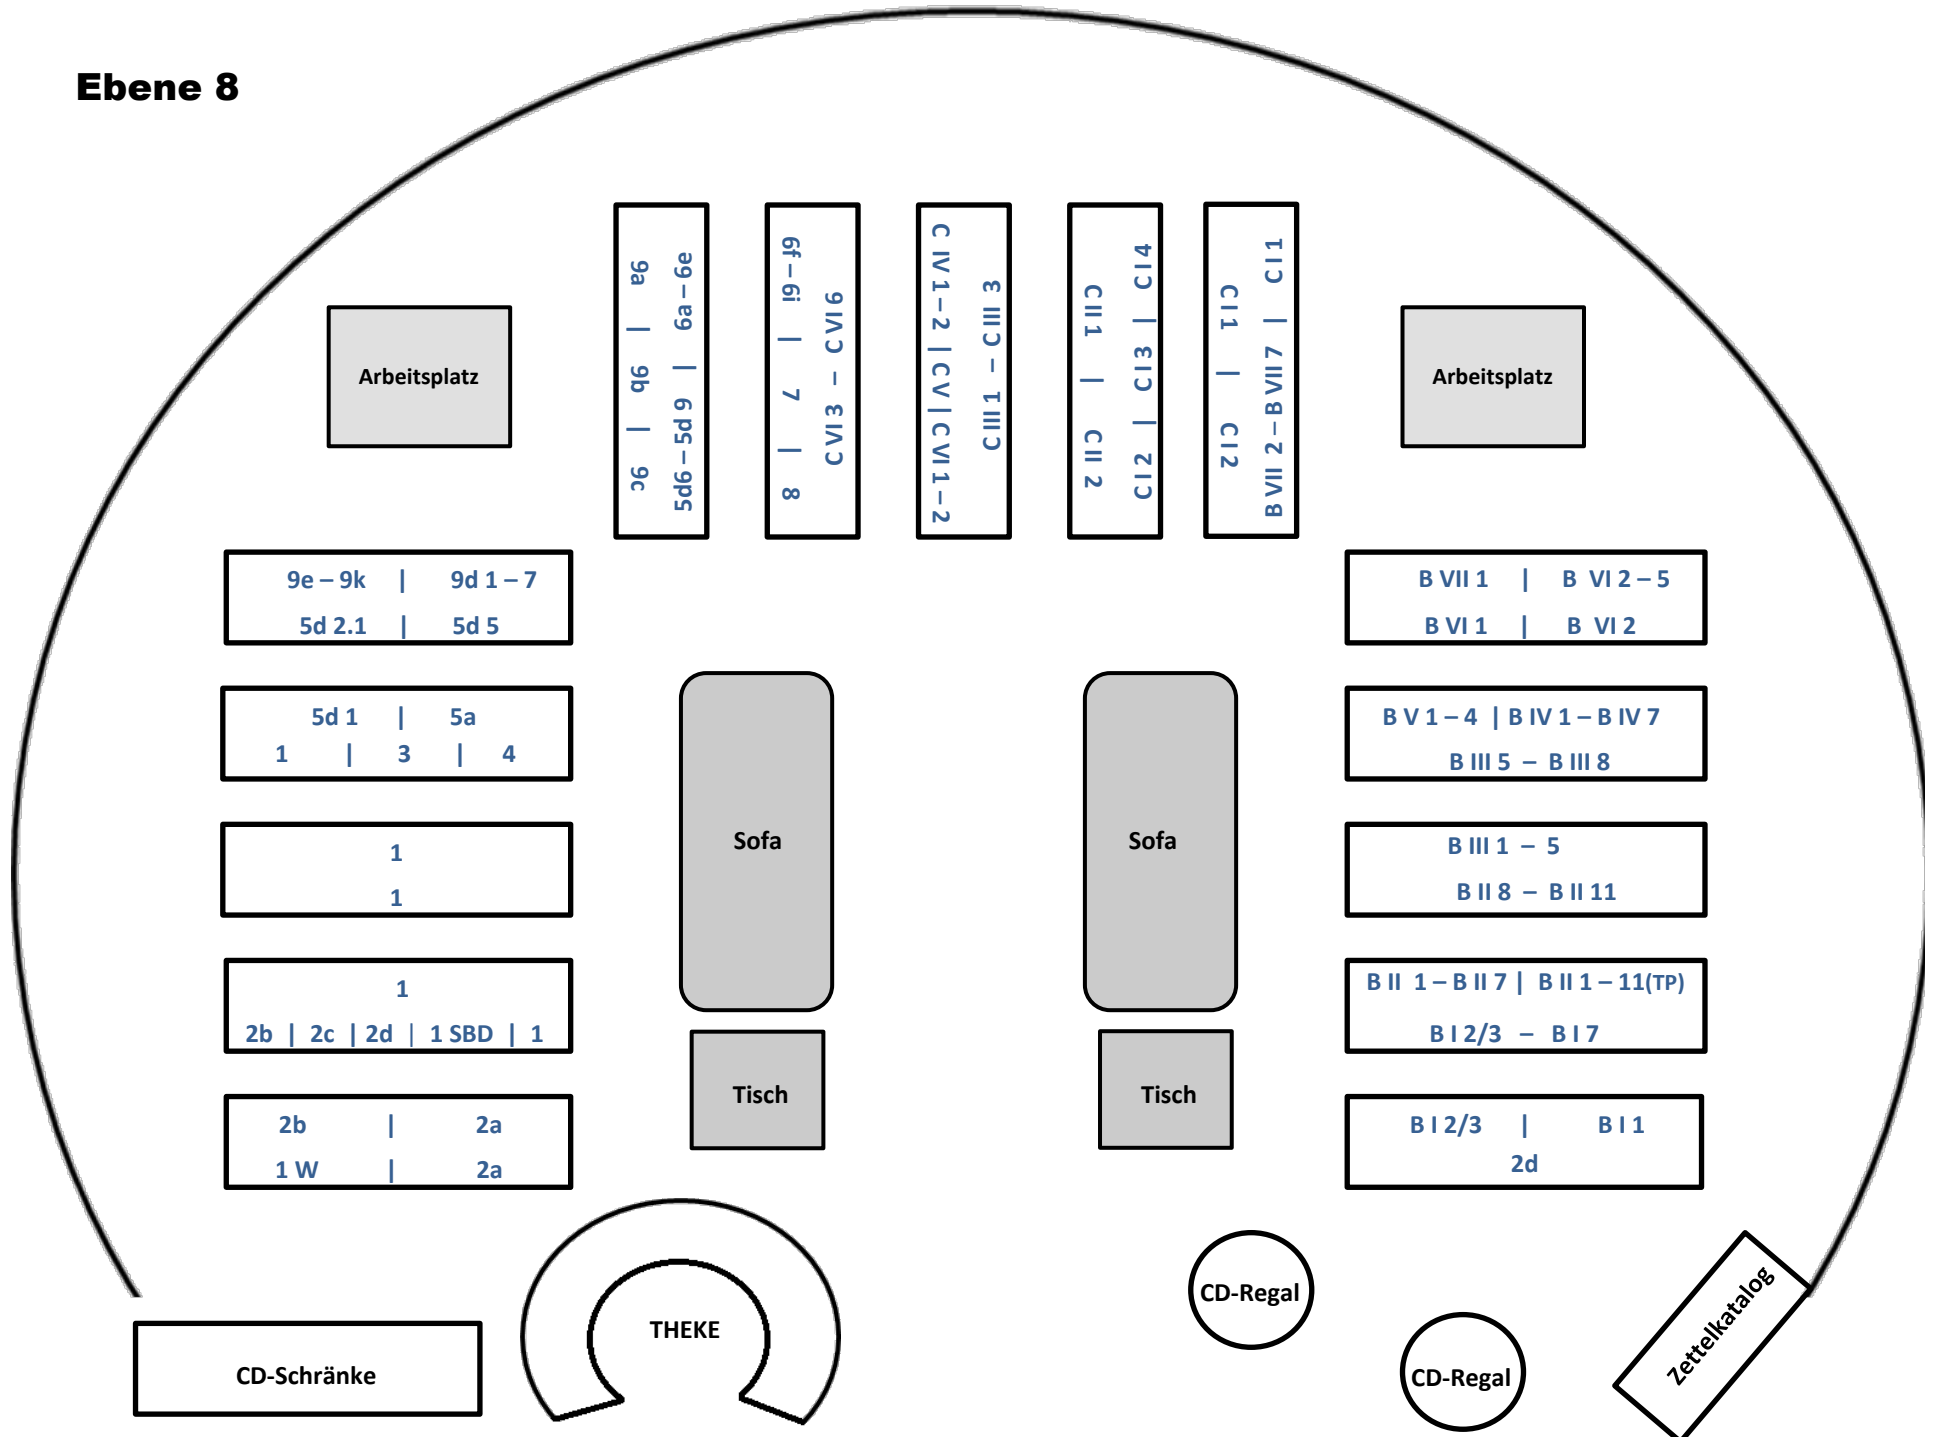 Ebene 8
9a | 9b | 9c
5d6 – 5d 9 | 6a – 6e
6f – 6i | 7 | 8
C VI 3 – C VI 6
C IV 1 – 2 | C V | C VI 1 – 2
C III 1 – C III 3
C II 1 | C II 2
C I 2 | C I 3 | C I 4
C I 1 | C I 2
B VII 2 – B VII 7 | C I 1
Arbeitsplatz
Arbeitsplatz
9e – 9k | 9d 1 – 7
5d 2.1 | 5d 5
B VII 1 | B VI 2 – 5
B VI 1 | B VI 2
5d 1 | 5a
1 | 3 | 4
B V 1 – 4 | B IV 1 – B IV 7
B III 5 – B III 8
1
1
Sofa
Sofa
B III 1 – 5
B II 8 – B II 11
1
2b | 2c | 2d | 1 SBD | 1
B II 1 – B II 7 | B II 1 – 11(TP)
B I 2/3 – B I 7
Tisch
Tisch
2b | 2a
1 W | 2a
B I 2/3 | B I 1
2d
CD-Schränke
THEKE
CD-Regal
CD-Regal
Zettelkatalog